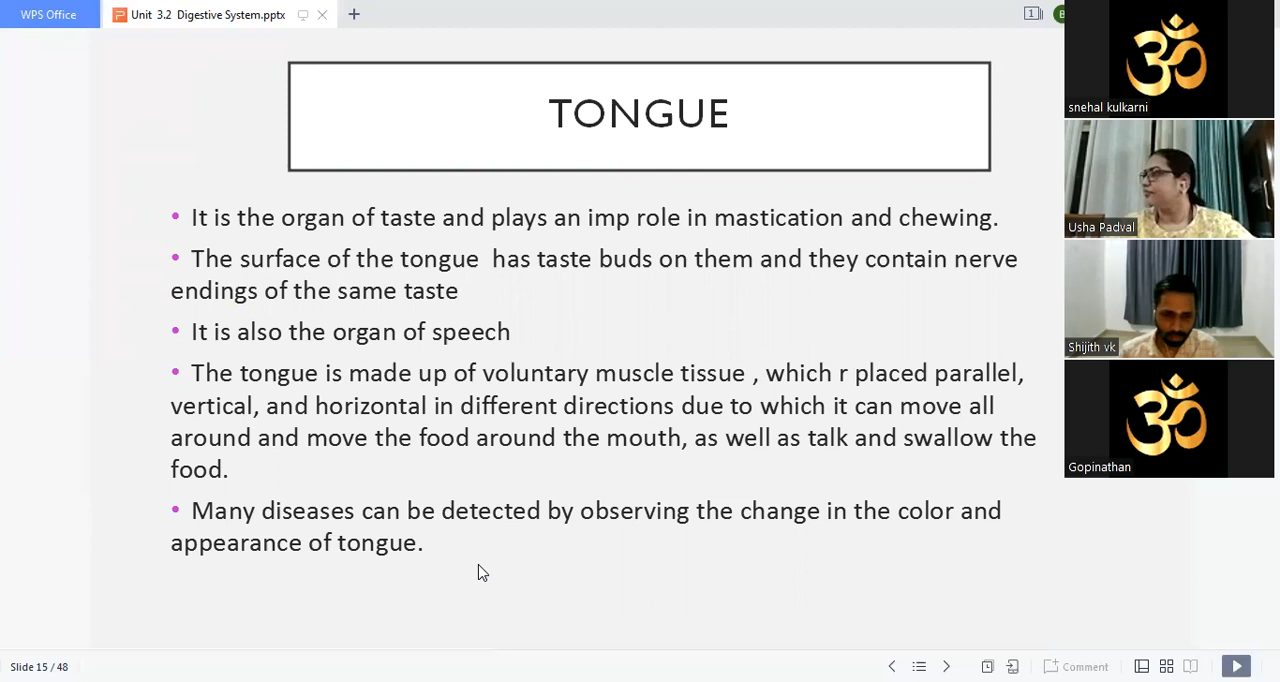 WPS Office
Unit 3.2 Digestive System.pptx
1
B
TONGUE
• It is the organ of taste and plays an imp role in mastication and chewing.
• The surface of the tongue has taste buds on them and they contain nerve
endings of the same taste
• It is also the organ of speech
• The tongue is made up of voluntary muscle tissue , which r placed parallel,
vertical, and horizontal in different directions due to which it can move all
around and move the food around the mouth, as well as talk and swallow the
food.
• Many diseases can be detected by observing the change in the color and
appearance of tongue.
ॐ
snehal kulkarni
Usha Padval
Shijith vk
ॐ
Gopinathan
Slide 15 / 48
Comment